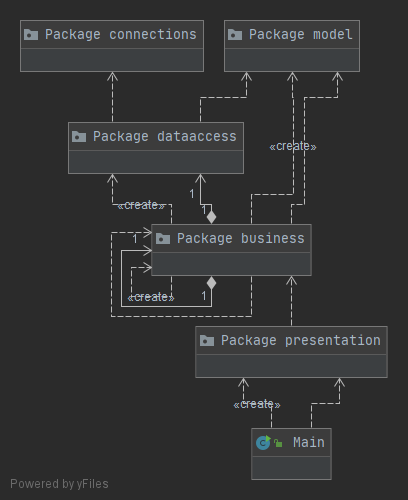 Package connections
Package model
Package dataaccess
«create»
«create»
1
1
Package business
1
«create»
1
Package presentation
«create»
C
Main
Powered by yFiles